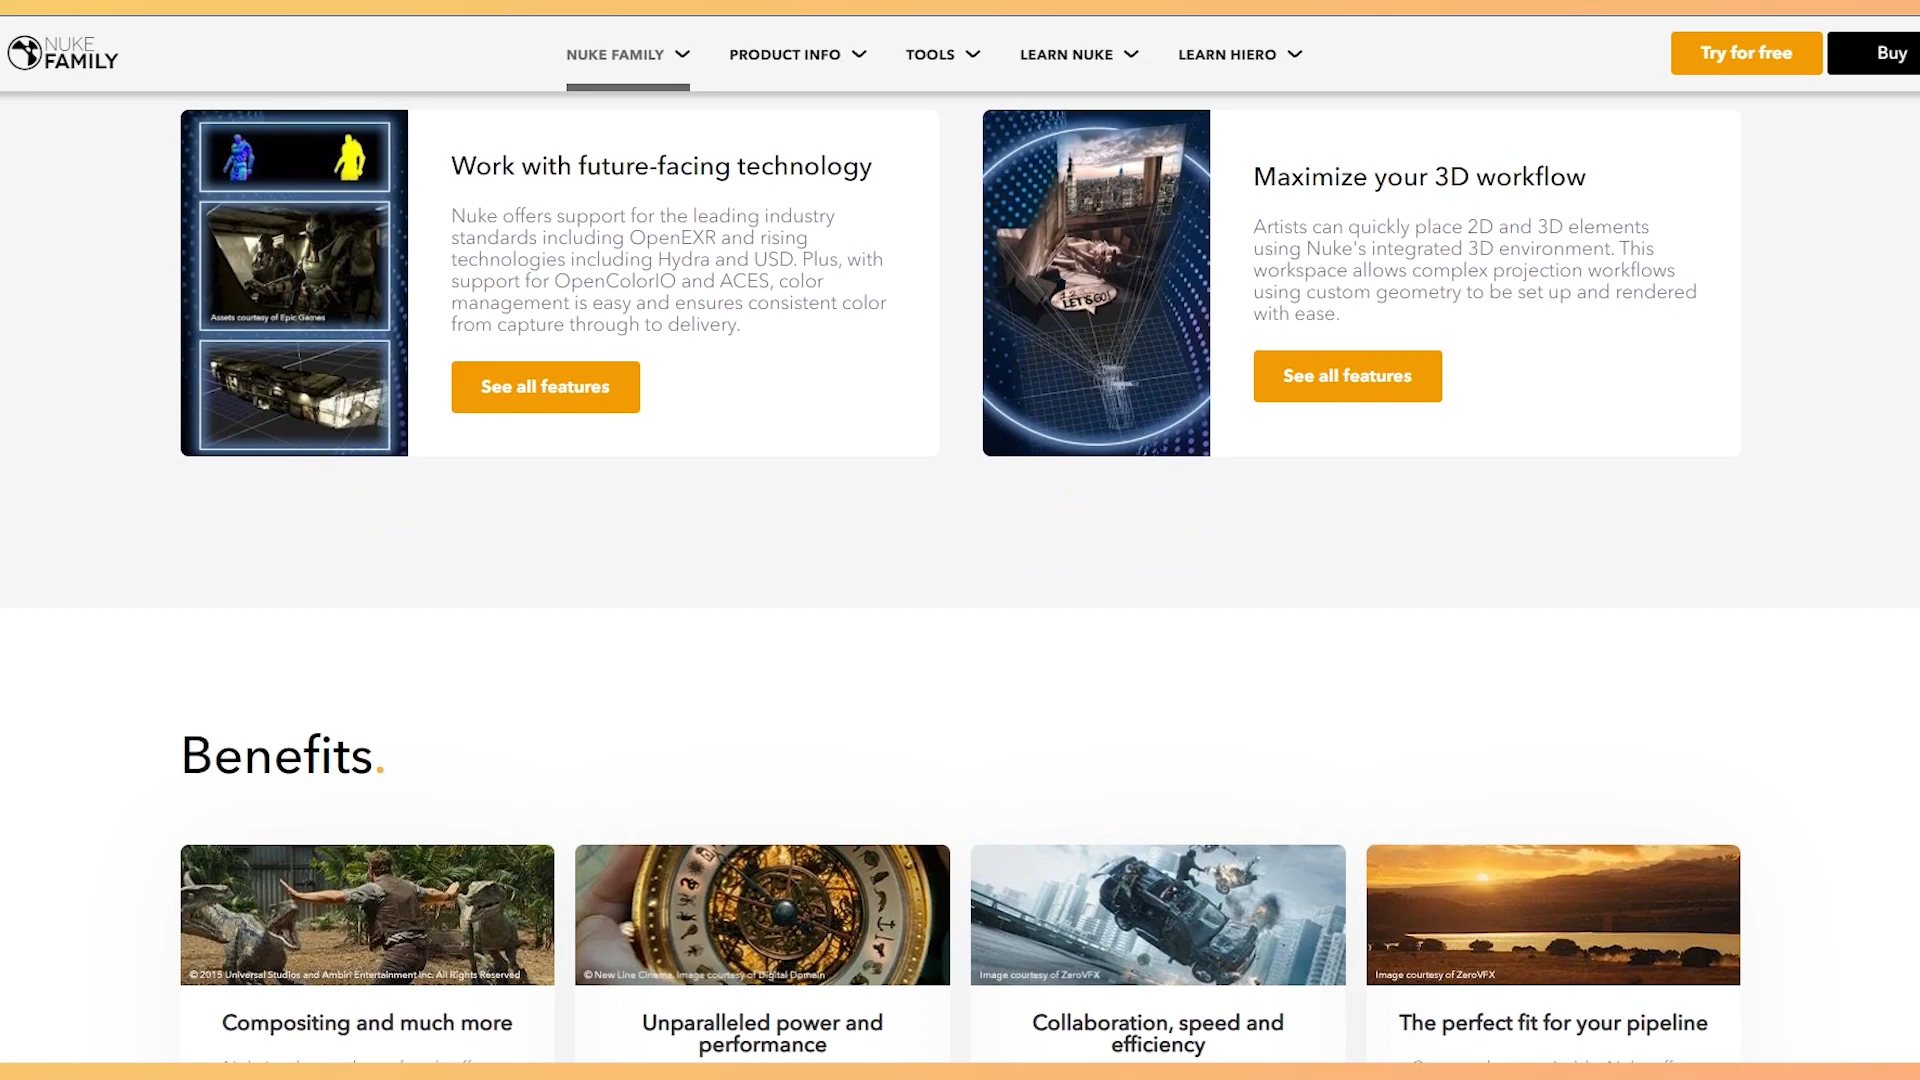 NUKE
FAMILY
NUKE FAMILY
PRODUCT INFO
TOOLS
LEARN NUKE
LEARN HIERO
Try for free
Buy
Assets courtesy of Epic Games
Work with future-facing technology
Nuke offers support for the leading industry
standards including OpenEXR and rising
technologies including Hydra and USD. Plus, with
support for OpenColorIO and ACES, color
management is easy and ensures consistent color
from capture through to delivery.
See all features
LET'S GO!
Maximize your 3D workflow
Artists can quickly place 2D and 3D elements
using Nuke's integrated 3D environment. This
workspace allows complex projection workflows
using custom geometry to be set up and rendered
with ease.
See all features
Benefits.
© 2015 Universal Studios and Amblin Entertainment Inc. All Rights Reserved
Compositing and much more
© New Line Cinema, Image courtesy of Digital Domain
Unparalleled power and
performance
Image courtesy of ZeroVFX
Collaboration, speed and
efficiency
Image courtesy of ZeroVFX
The perfect fit for your pipeline